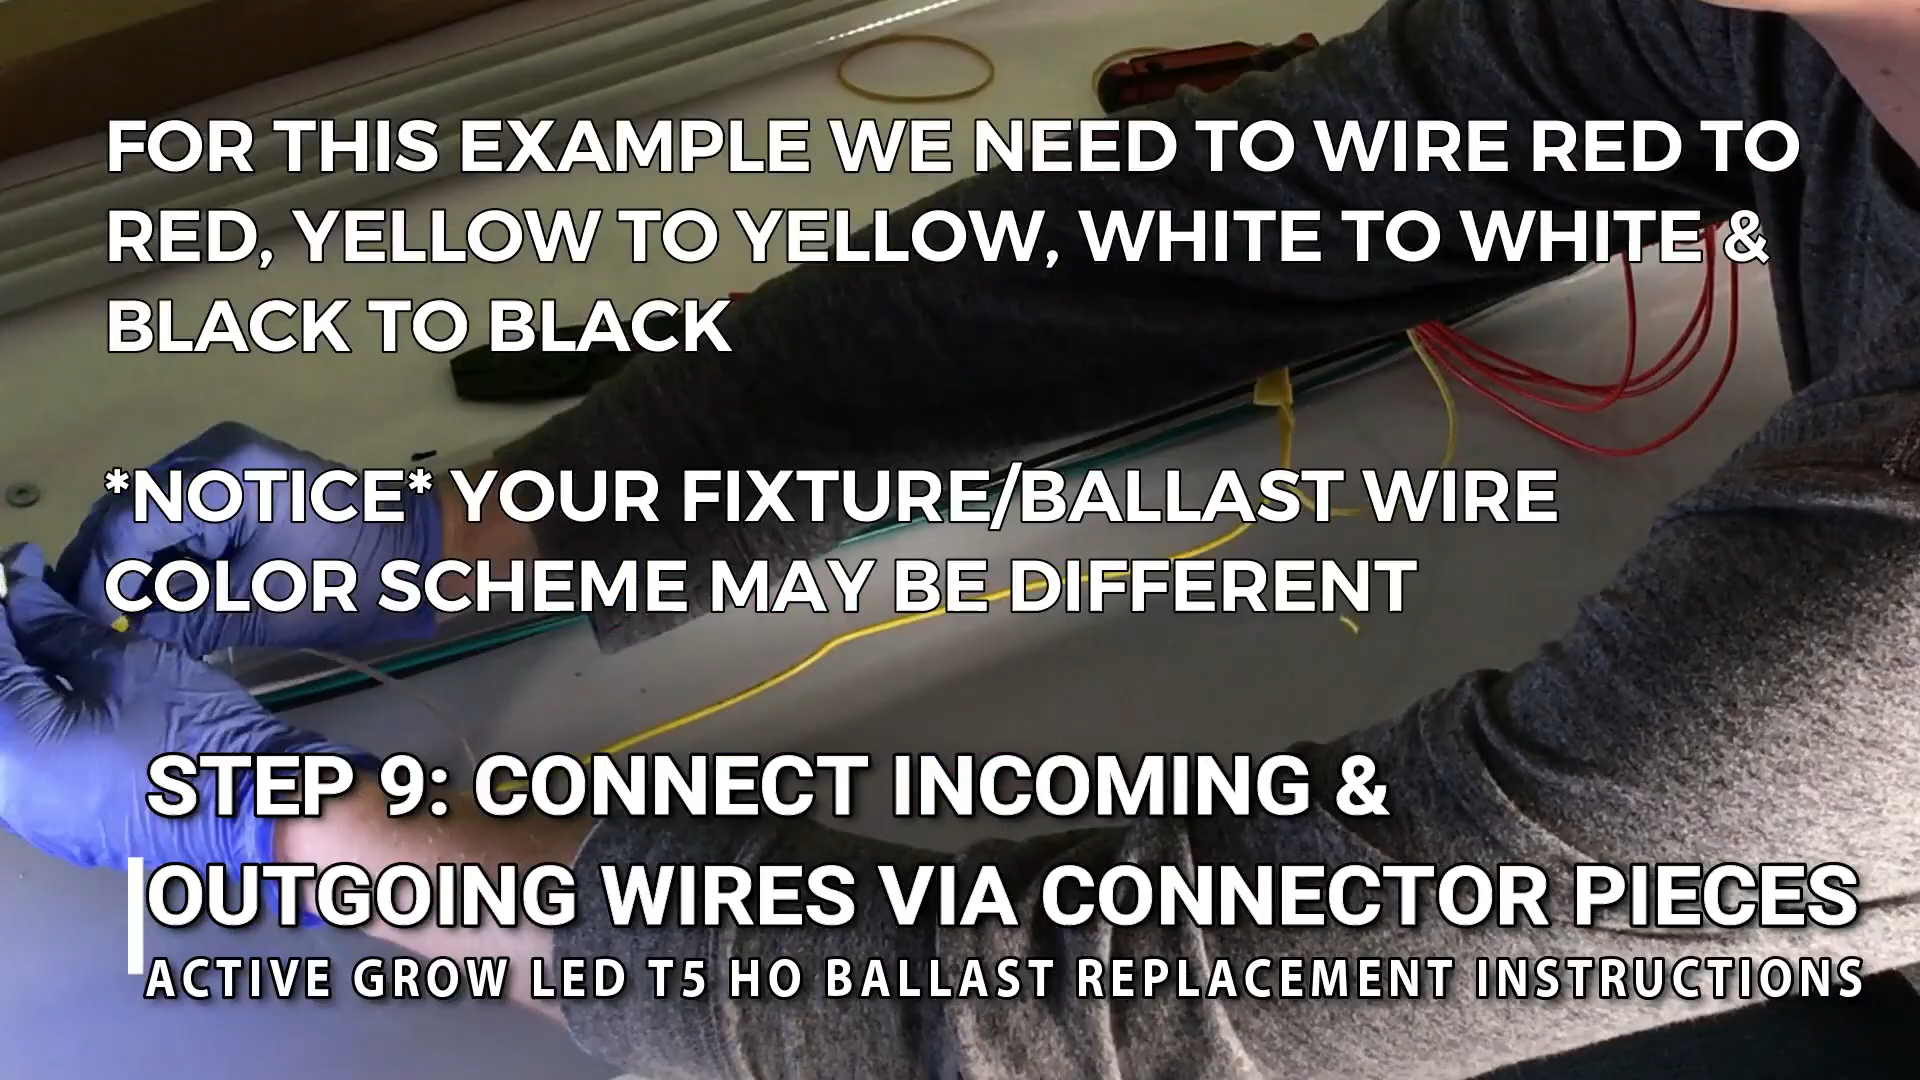 FOR THIS EXAMPLE WE NEED TO WIRE RED TO
RED, YELLOW TO YELLOW, WHITE TO WHITE &
BLACK TO BLACK
*NOTICE* YOUR FIXTURE/BALLAST WIRE
COLOR SCHEME MAY BE DIFFERENT
STEP 9: CONNECT INCOMING &
OUTGOING WIRES VIA CONNECTOR PIECES
ACTIVE GROW LED T5 HO BALLAST REPLACEMENT INSTRUCTIONS